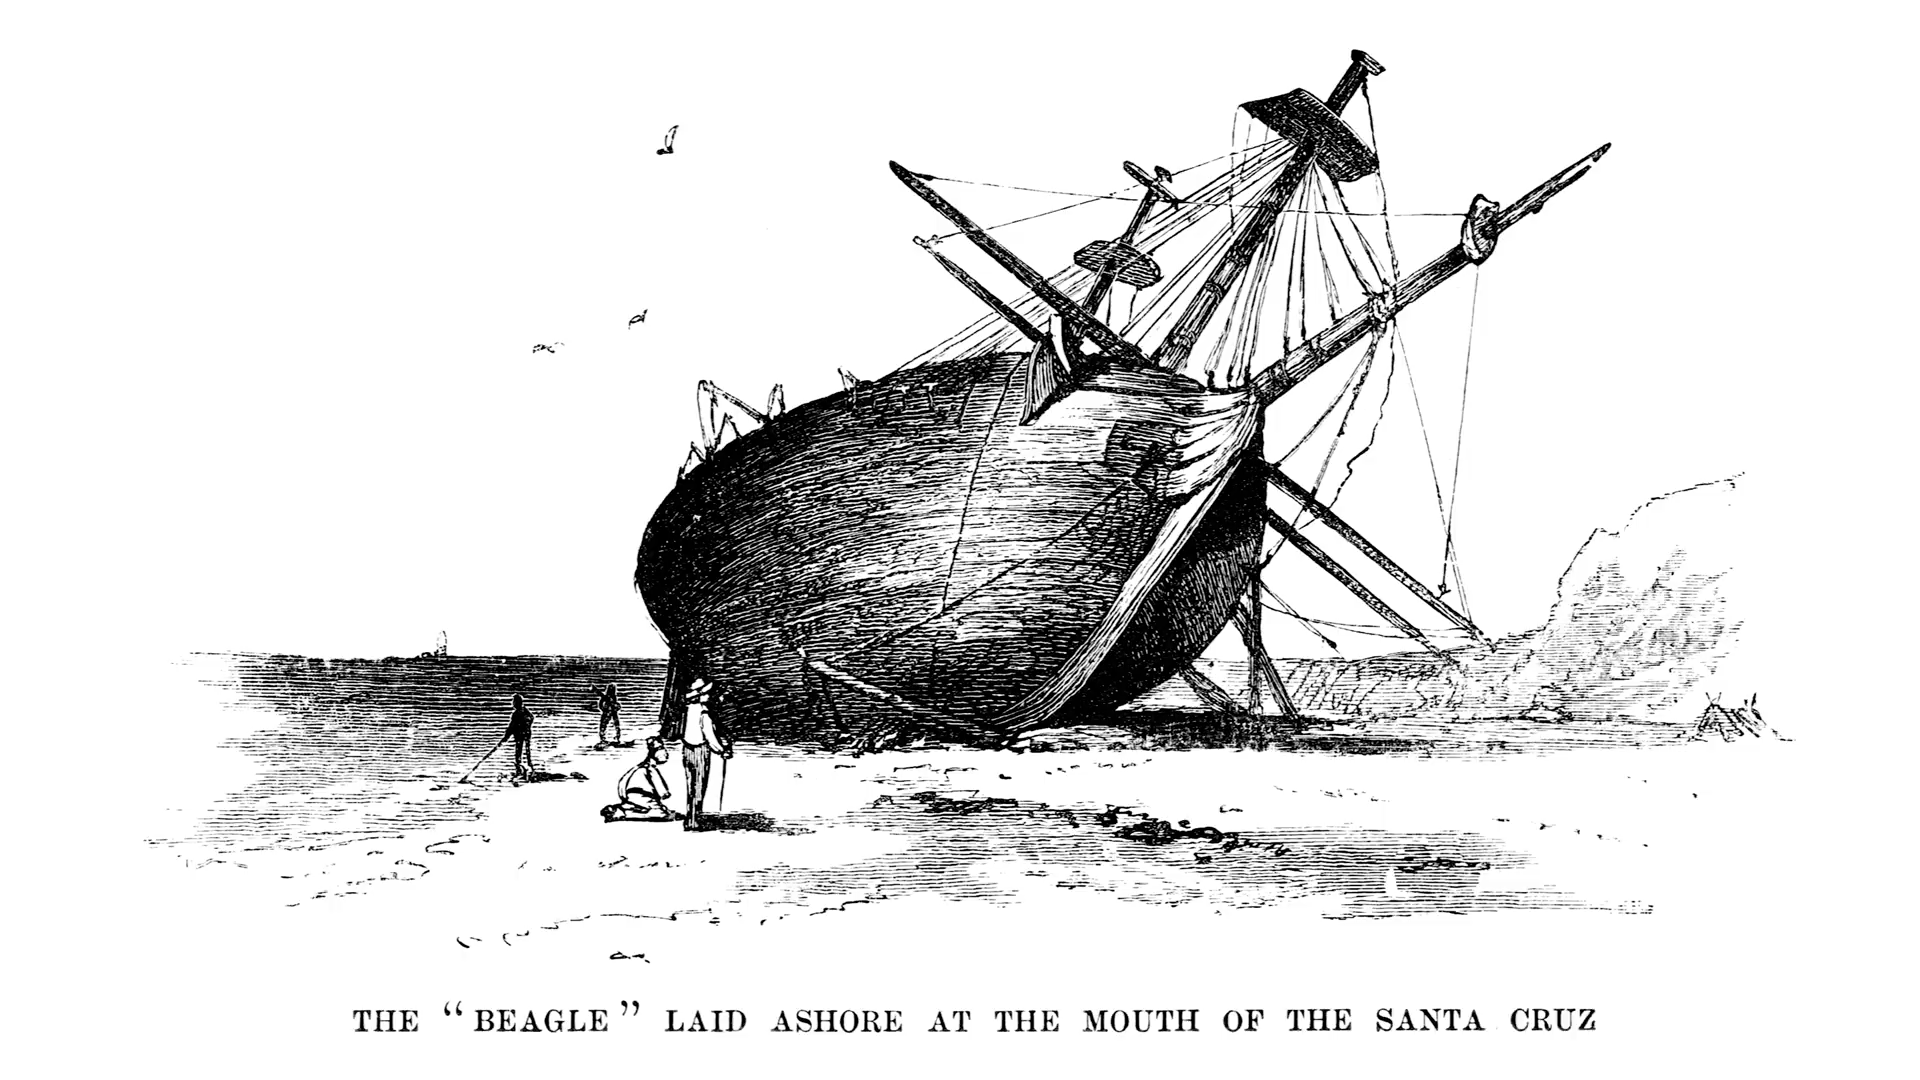 THE “BEAGLE” LAID ASHORE AT THE MOUTH OF THE SANTA CRUZ